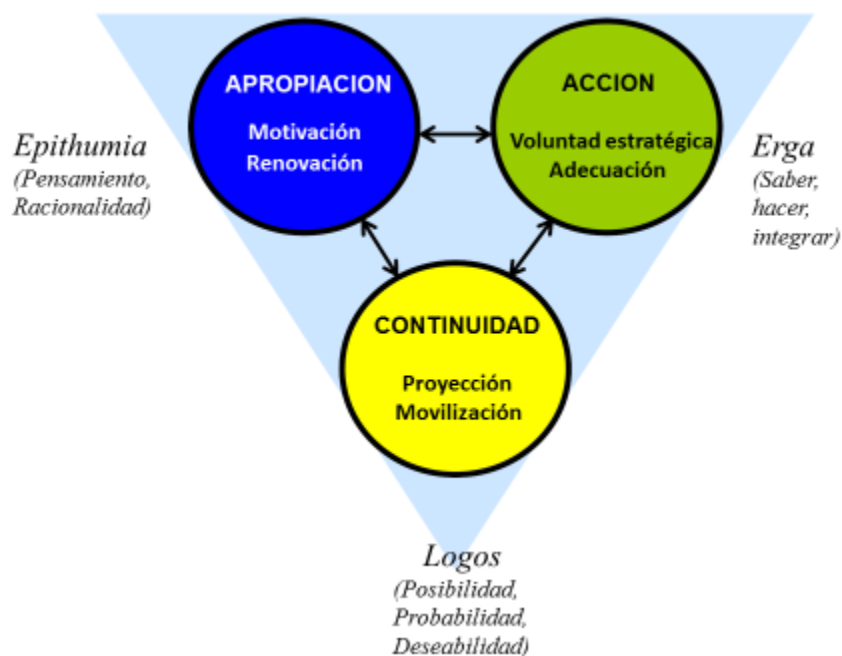 APROPIACION
Motivación
Renovación
ACCION
Voluntad estratégica
Adecuación
Epithumia
(Pensamiento,
Racionalidad)
Erga
(Saber,
hacer,
integrar)
CONTINUIDAD
Proyección
Movilización
Logos
(Posibilidad,
Probabilidad,
Deseabilidad)